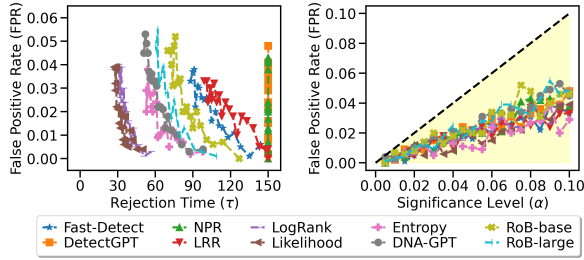 False Positive Rate (FPR)
0.06
0.05
0.04
0.03
0.02
0.01
0.00
0 30 60 90 120 150
Rejection Time (τ)
False Positive Rate (FPR)
0.10
0.08
0.06
0.04
0.02
0.00
0.00 0.02 0.04 0.06 0.08 0.10
Significance Level (α)
Fast-Detect NPR LogRank Entropy RoB-base
DetectGPT LRR Likelihood DNA-GPT RoB-large